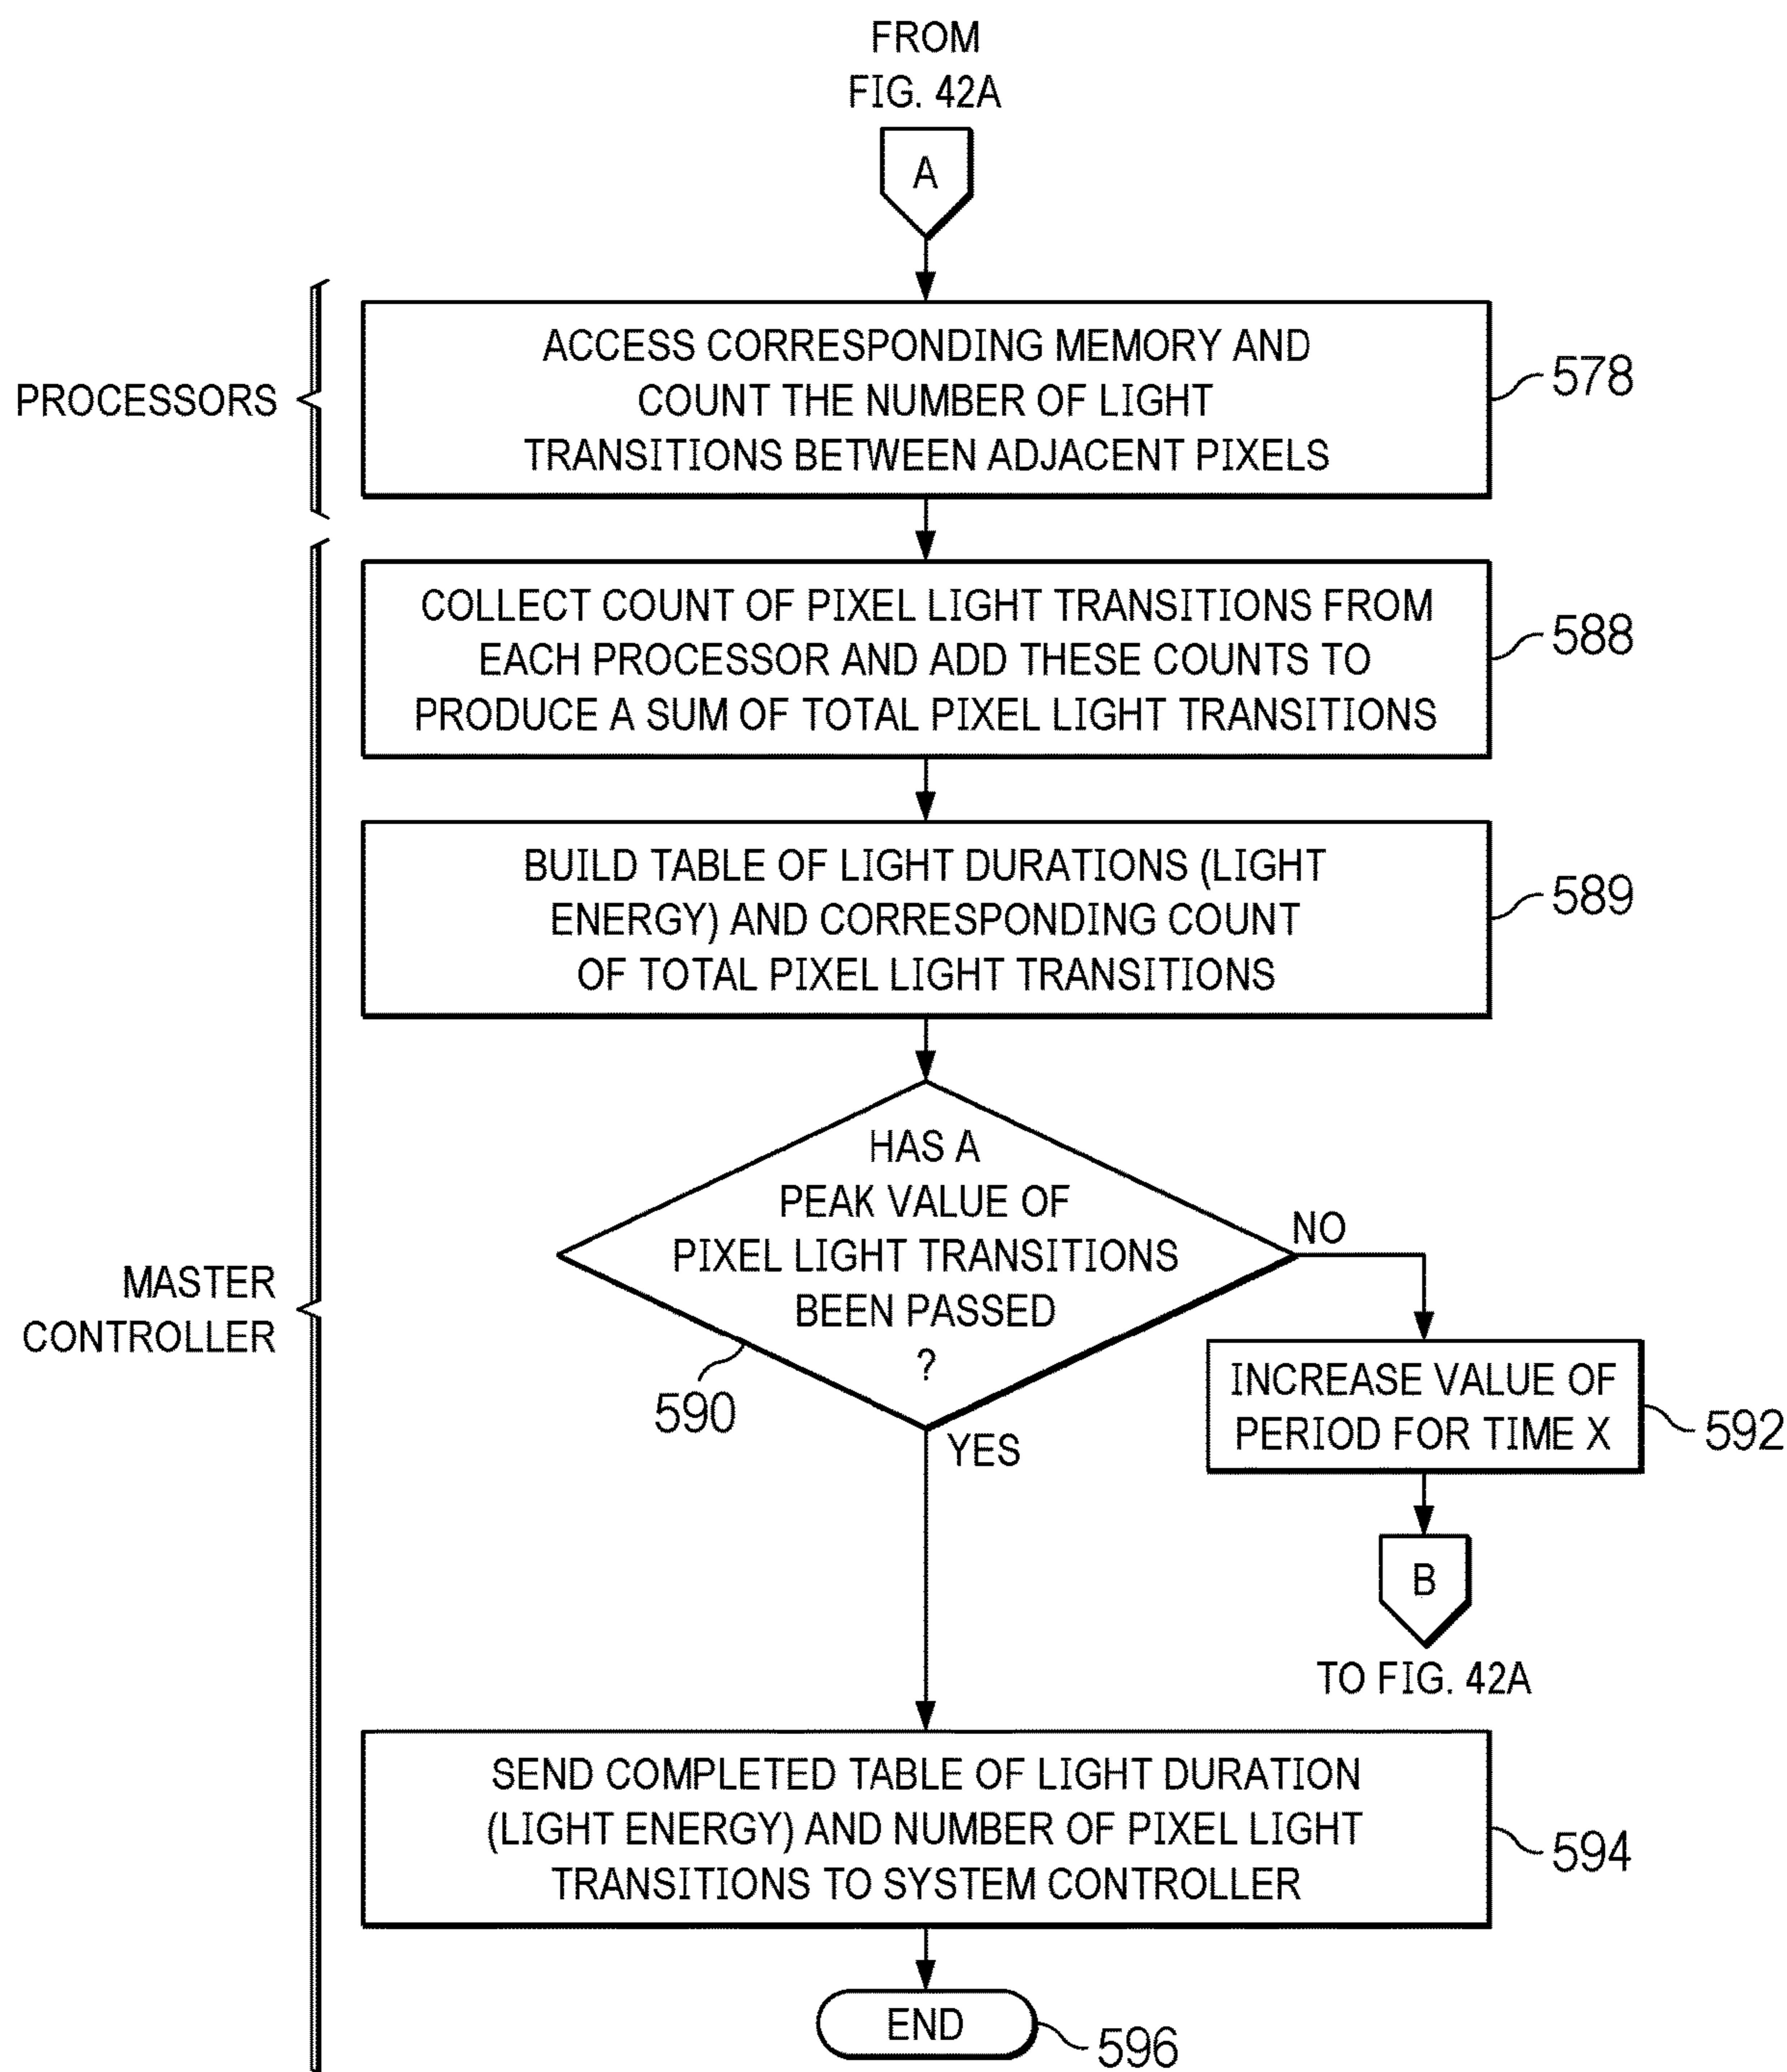 FROM
FIG. 42A
A
PROCESSORS
ACCESS CORRESPONDING MEMORY AND
COUNT THE NUMBER OF LIGHT
TRANSITIONS BETWEEN ADJACENT PIXELS
578
COLLECT COUNT OF PIXEL LIGHT TRANSITIONS FROM
EACH PROCESSOR AND ADD THESE COUNTS TO
PRODUCE A SUM OF TOTAL PIXEL LIGHT TRANSITIONS
588
BUILD TABLE OF LIGHT DURATIONS (LIGHT
ENERGY) AND CORRESPONDING COUNT
OF TOTAL PIXEL LIGHT TRANSITIONS
589
MASTER
CONTROLLER
HAS A
PEAK VALUE OF
PIXEL LIGHT TRANSITIONS
BEEN PASSED
?
590
NO
YES
INCREASE VALUE OF
PERIOD FOR TIME X
592
B
TO FIG. 42A
SEND COMPLETED TABLE OF LIGHT DURATION
(LIGHT ENERGY) AND NUMBER OF PIXEL LIGHT
TRANSITIONS TO SYSTEM CONTROLLER
594
END
596